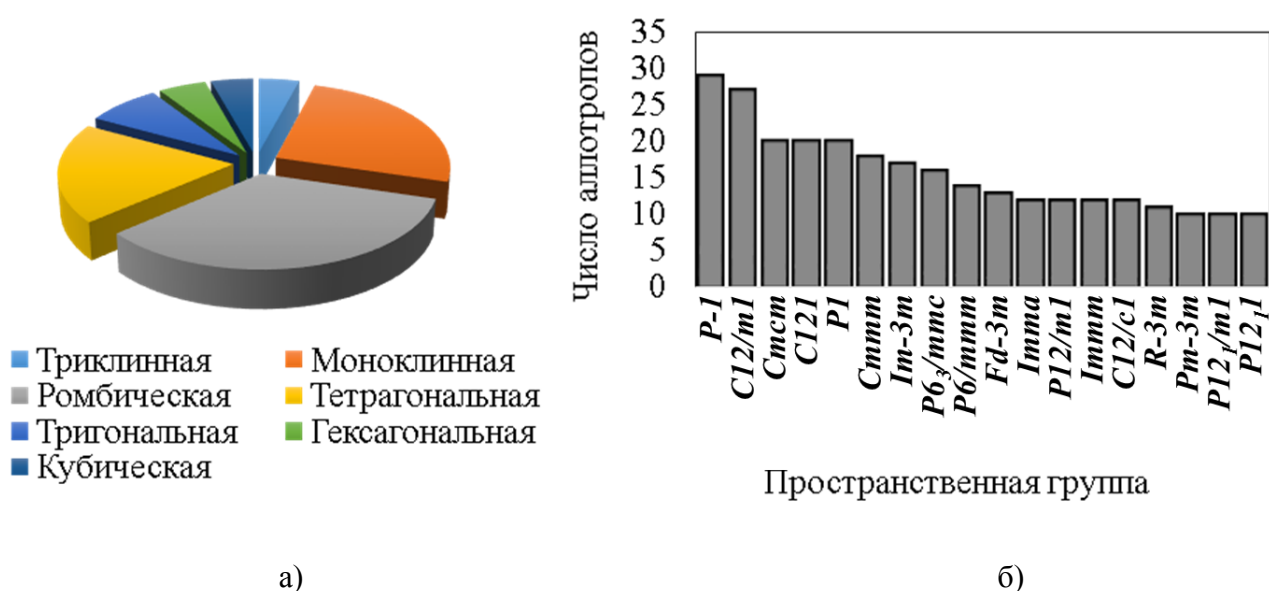 Триклинная
Моноклинная
Ромбическая
Тетрагональная
Тригональная
Гексагональная
Кубическая
а)
Число аллотропов
35
30
25
20
15
10
5
0
P-1
C12/m1
Cmcm
C121
P1
Cmmm
Im-3m
P6₃/mmc
P6/mmm
Fd-3m
Imma
P12/m1
Immm
C12/c1
R-3m
Pm-3m
P12₁/m1
P12₁1
Пространственная группа
б)